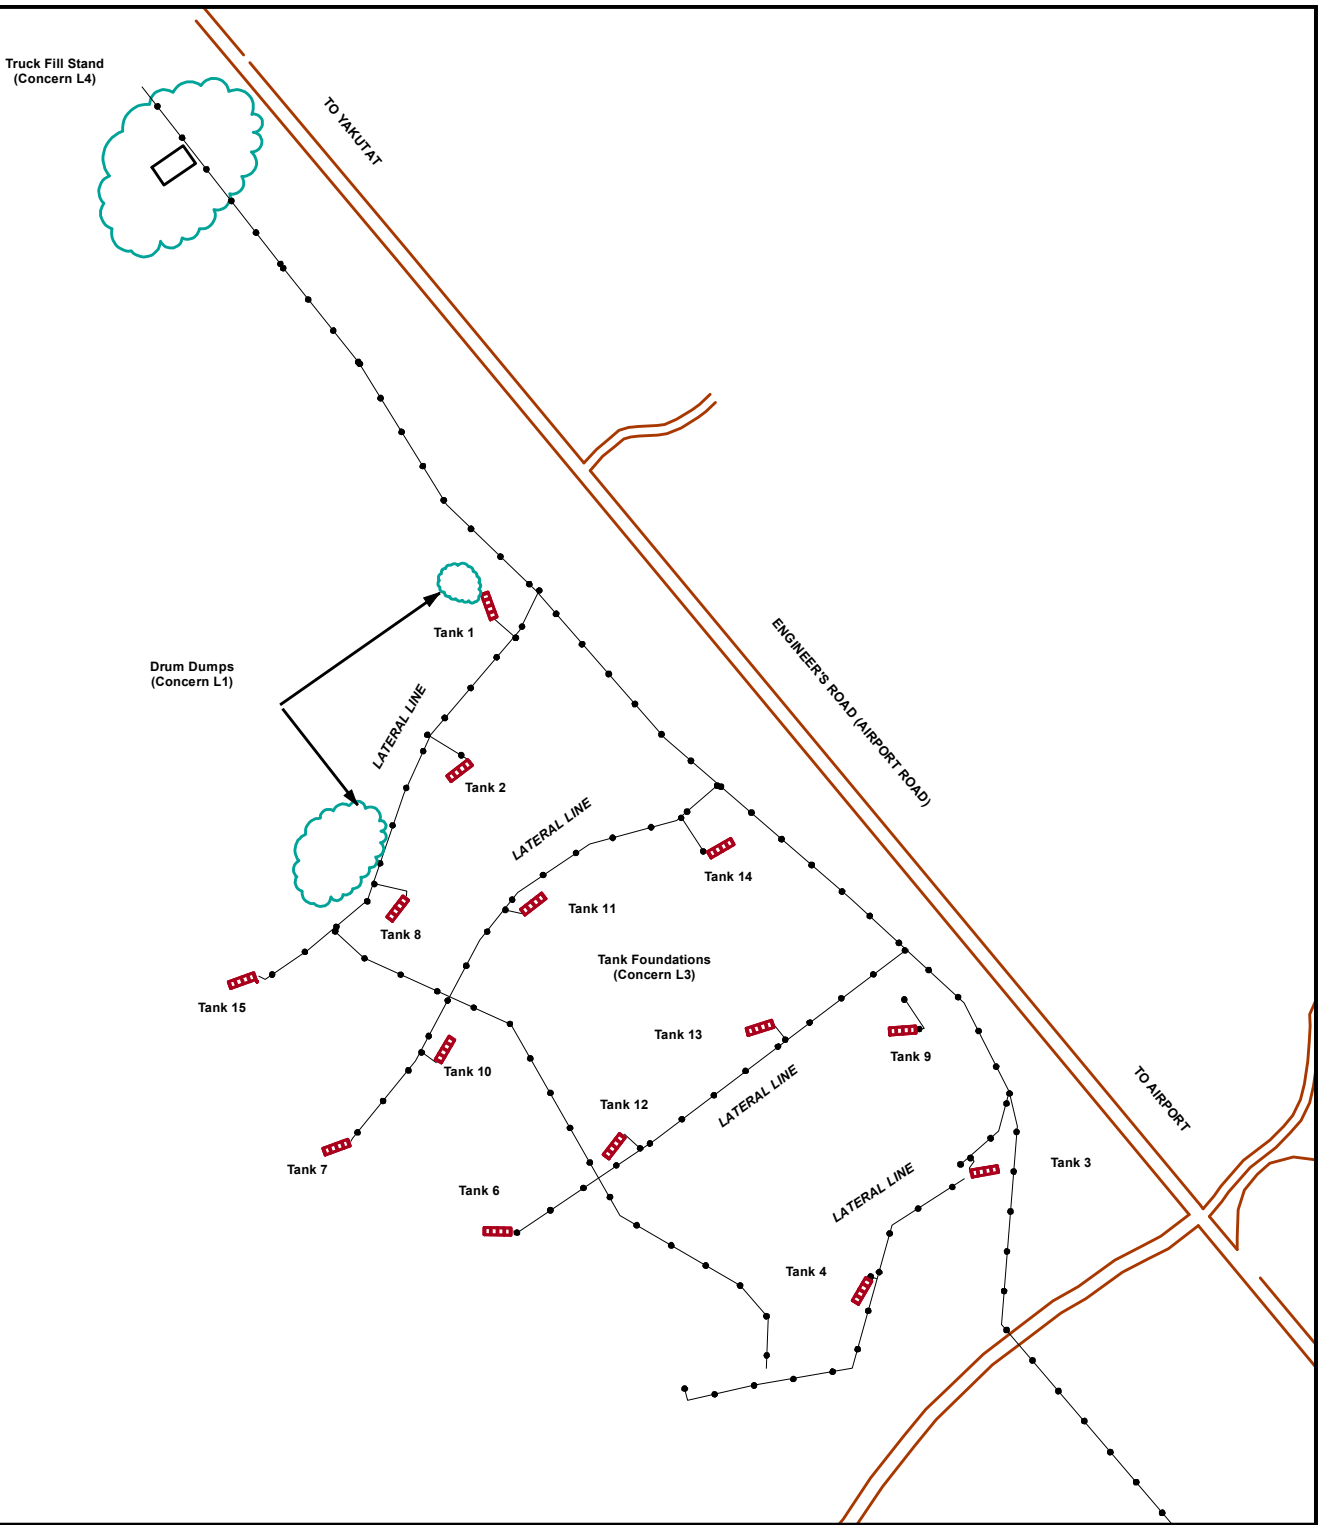 Truck Fill Stand
(Concern L4)
TO YAKUTAT
ENGINEER'S ROAD (AIRPORT ROAD)
Tank 1
Drum Dumps
(Concern L1)
LATERAL LINE
Tank 2
LATERAL LINE
Tank 14
Tank 11
Tank 8
Tank Foundations
(Concern L3)
Tank 15
Tank 13
Tank 9
Tank 10
LATERAL LINE
TO AIRPORT
Tank 12
Tank 7
Tank 3
Tank 6
LATERAL LINE
Tank 4